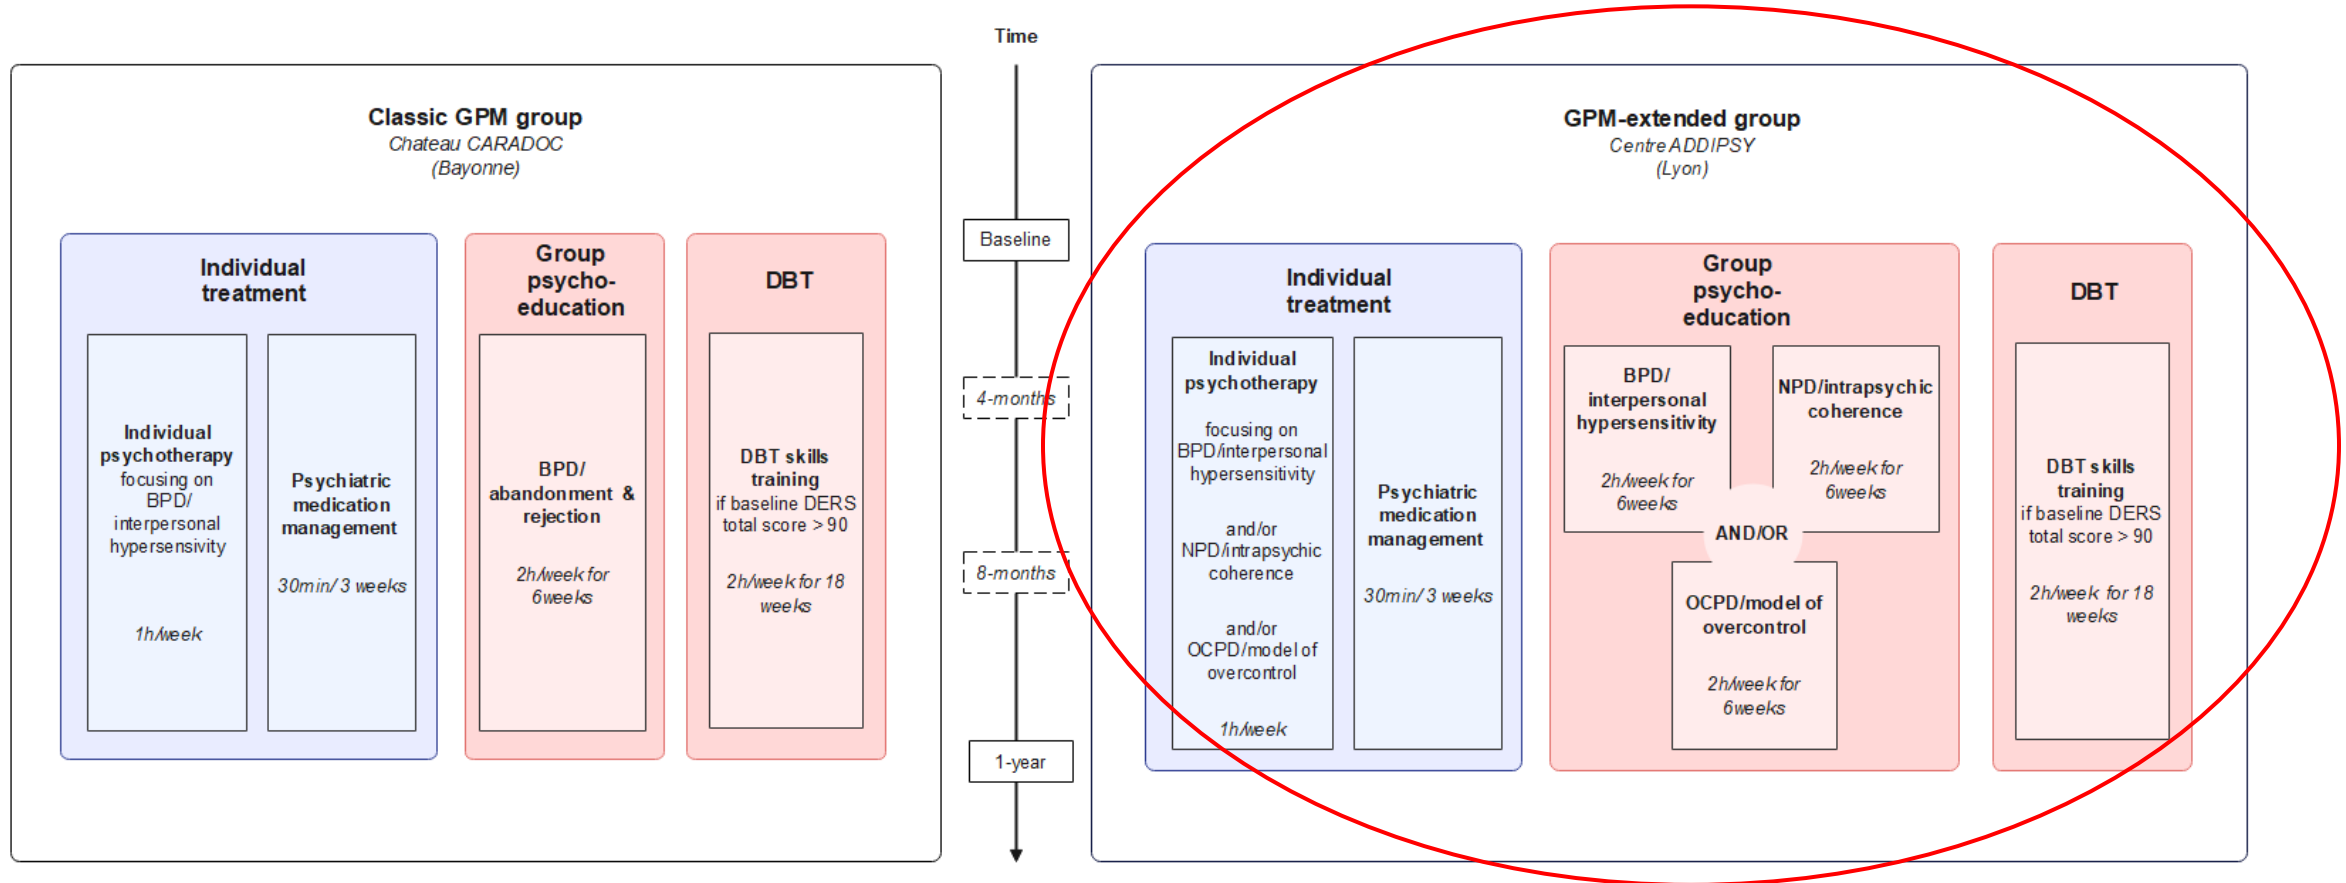 Time
Classic GPM group
Chateau CARADOC
(Bayonne)
Individual
treatment
Individual
psychotherapy
focusing on
BPD/
interpersonal
hypersensivity
1h/week
Psychiatric
medication
management
30min/ 3 weeks
Group
psycho-
education
BPD/
abandonment &
rejection
2h/week for
6weeks
DBT
DBT skills
training
if baseline DERS
total score > 90
2h/week for 18
weeks
Baseline
4-months
8-months
1-year
GPM-extended group
Centre ADDIPSY
(Lyon)
Individual
treatment
Individual
psychotherapy
focusing on
BPD/interpersonal
hypersensitivity
and/or
NPD/intrapsychic
coherence
and/or
OCPD/model of
overcontrol
1h/week
Psychiatric
medication
management
30min/ 3 weeks
Group
psycho-
education
BPD/
interpersonal
hypersensitivity
2h/week for
6weeks
NPD/intrapsychic
coherence
2h/week for
6weeks
AND/OR
OCPD/model of
overcontrol
2h/week for
6weeks
DBT
DBT skills
training
if baseline DERS
total score > 90
2h/week for 18
weeks